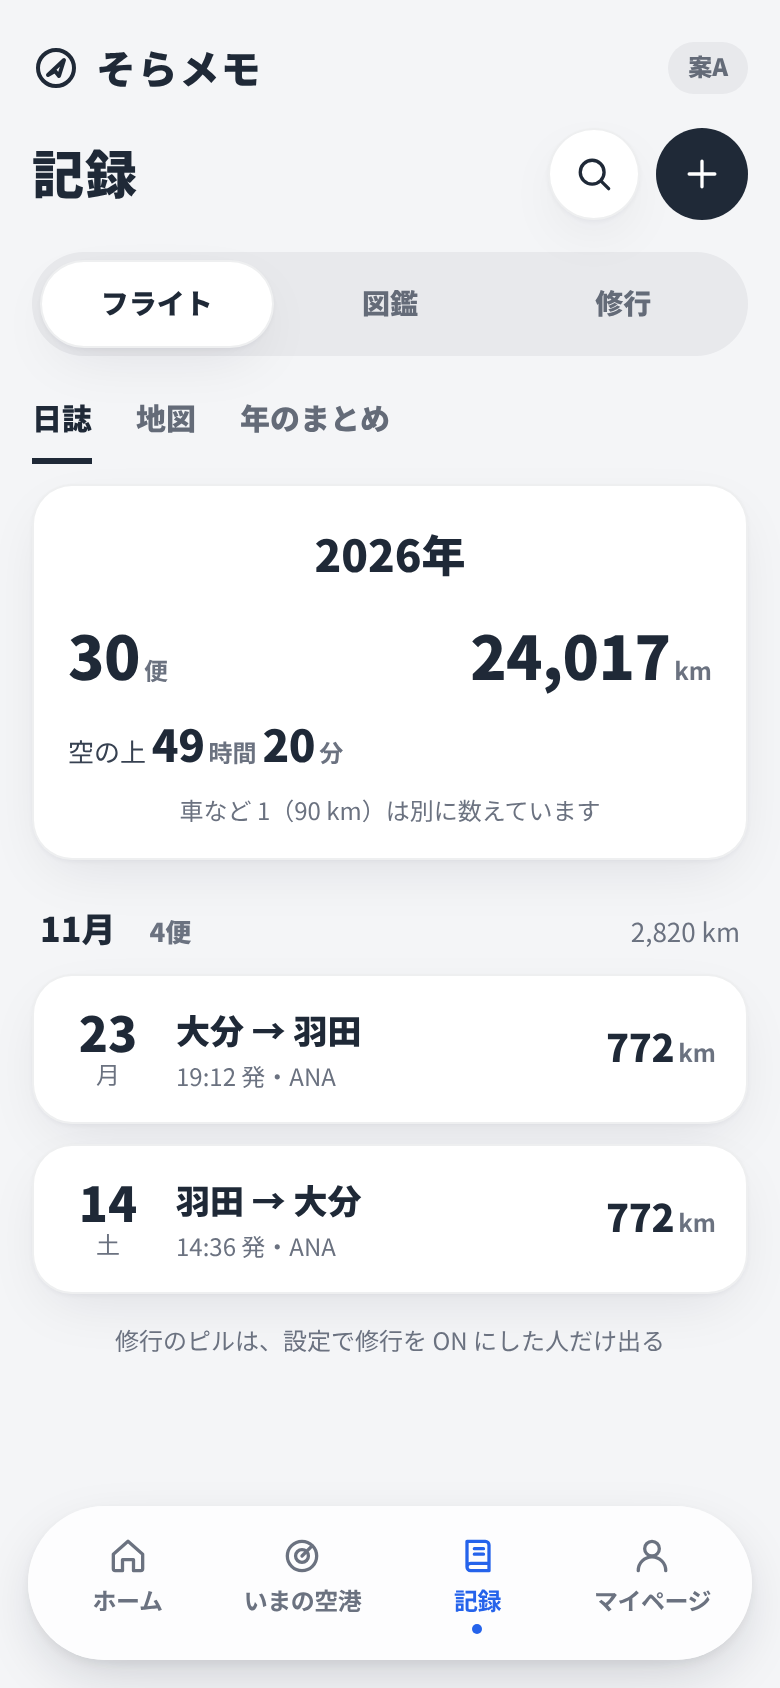 そらメモ
案A
記録
フライト 図鑑 修行
日誌 地図 年のまとめ
2026年
30便 24,017km
空の上 49時間 20分
車など 1（90 km）は別に数えています
11月 4便 2,820 km
23 大分 → 羽田 772km
月 19:12 発・ANA
14 羽田 → 大分 772km
土 14:36 発・ANA
修行のピルは、設定で修行を ON にした人だけ出る
ホーム いまの空港 記録 マイページ